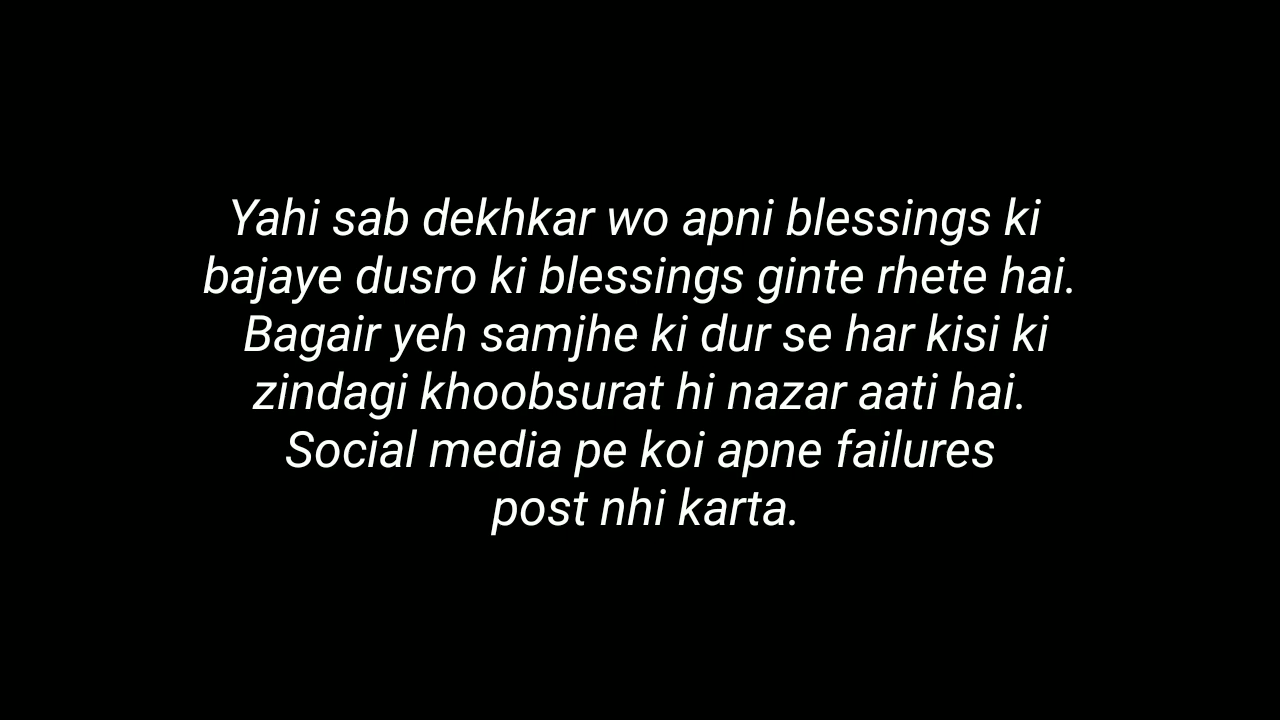 Yahi sab dekhkar wo apni blessings ki
bajaye dusro ki blessings ginte rhete hai.
Bagair yeh samjhe ki dur se har kisi ki
zindagi khoobsurat hi nazar aati hai.
Social media pe koi apne failures
post nhi karta.